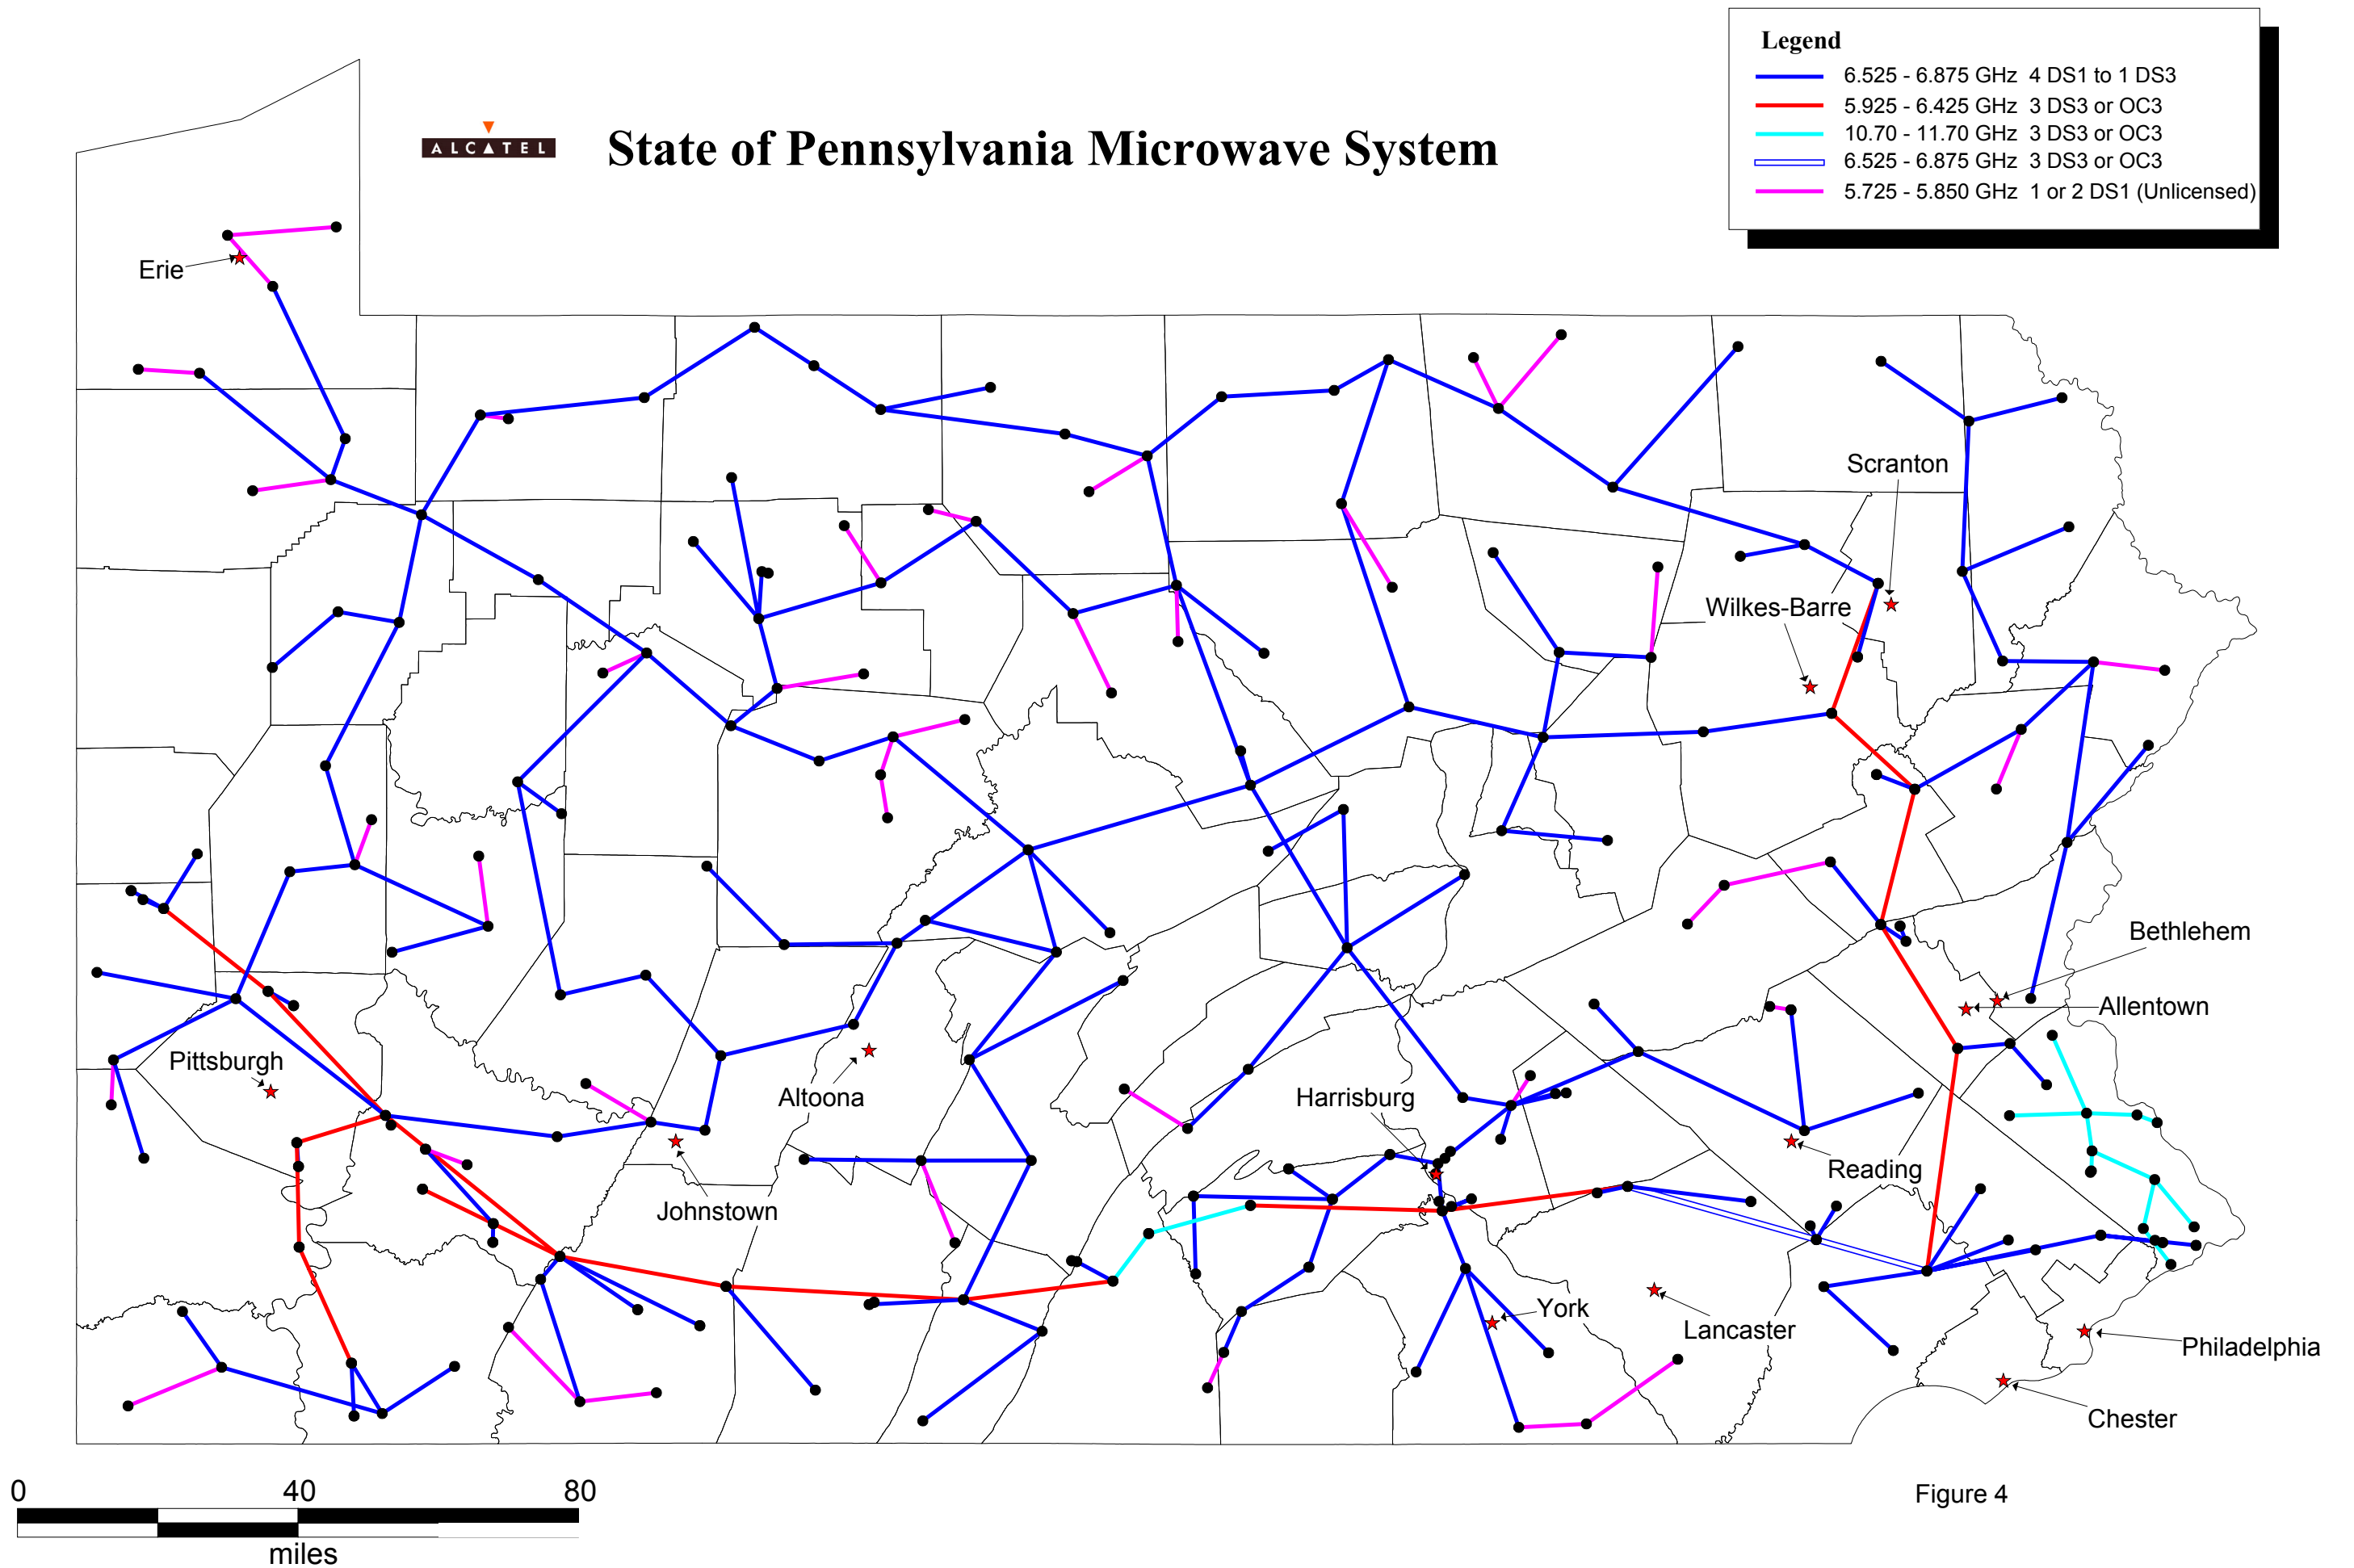 Legend
6.525 - 6.875 GHz 4 DS1 to 1 DS3
5.925 - 6.425 GHz 3 DS3 or OC3
10.70 - 11.70 GHz 3 DS3 or OC3
6.525 - 6.875 GHz 3 DS3 or OC3
5.725 - 5.850 GHz 1 or 2 DS1 (Unlicensed)
ALCATEL
State of Pennsylvania Microwave System
Erie
Scranton
Wilkes-Barre
Bethlehem
Allentown
Pittsburgh
Altoona
Harrisburg
Reading
Johnstown
York
Lancaster
Philadelphia
Chester
Figure 4
0 40 80
miles